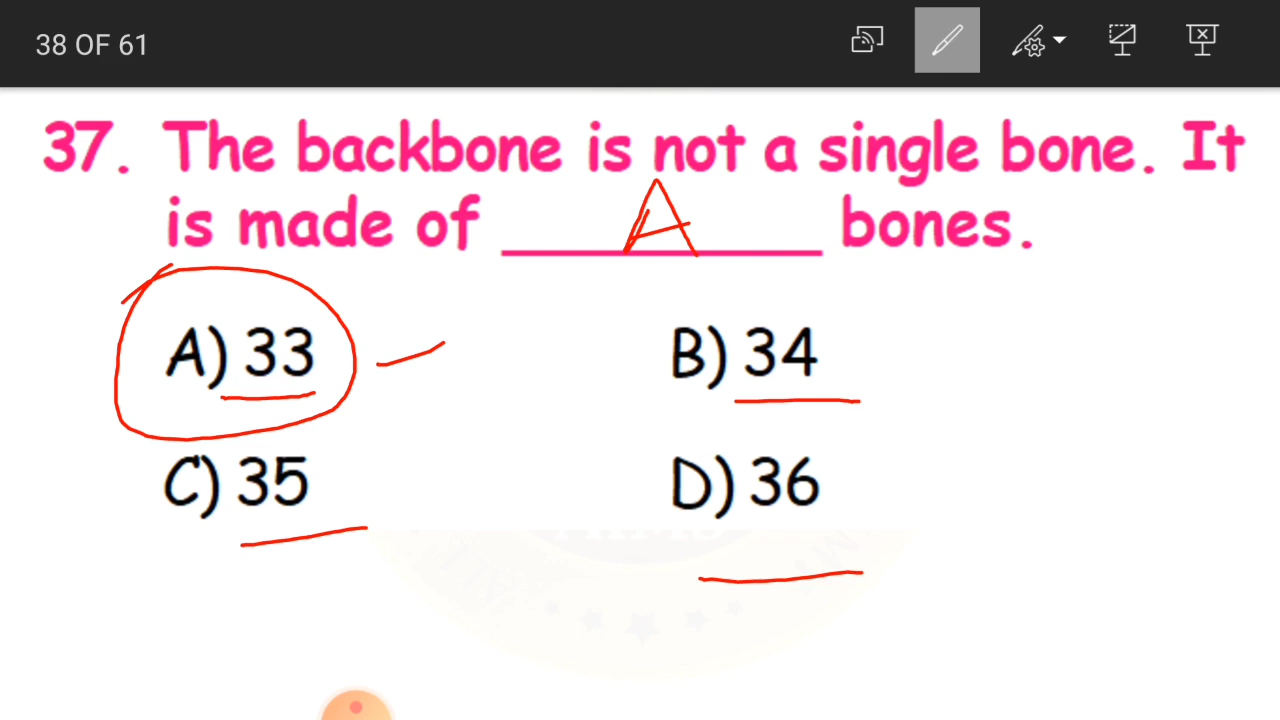 38 OF 61
37. The backbone is not a single bone. It
is made of ____A____ bones.
A) 33 B) 34
C) 35 D) 36